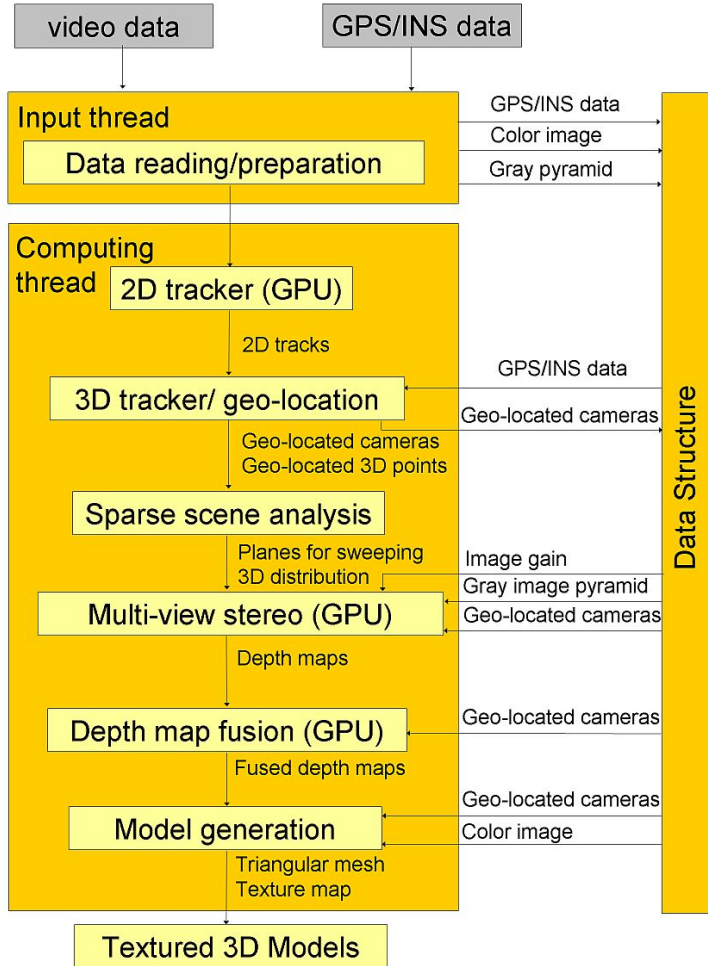 video data
GPS/INS data
Input thread
Data reading/preparation
GPS/INS data
Color image
Gray pyramid
Computing
thread
2D tracker (GPU)
2D tracks
3D tracker/ geo-location
GPS/INS data
Geo-located cameras
Geo-located cameras
Geo-located 3D points
Sparse scene analysis
Planes for sweeping
3D distribution
Image gain
Gray image pyramid
Geo-located cameras
Multi-view stereo (GPU)
Depth maps
Depth map fusion (GPU)
Geo-located cameras
Fused depth maps
Model generation
Geo-located cameras
Color image
Triangular mesh
Texture map
Textured 3D Models
Data Structure